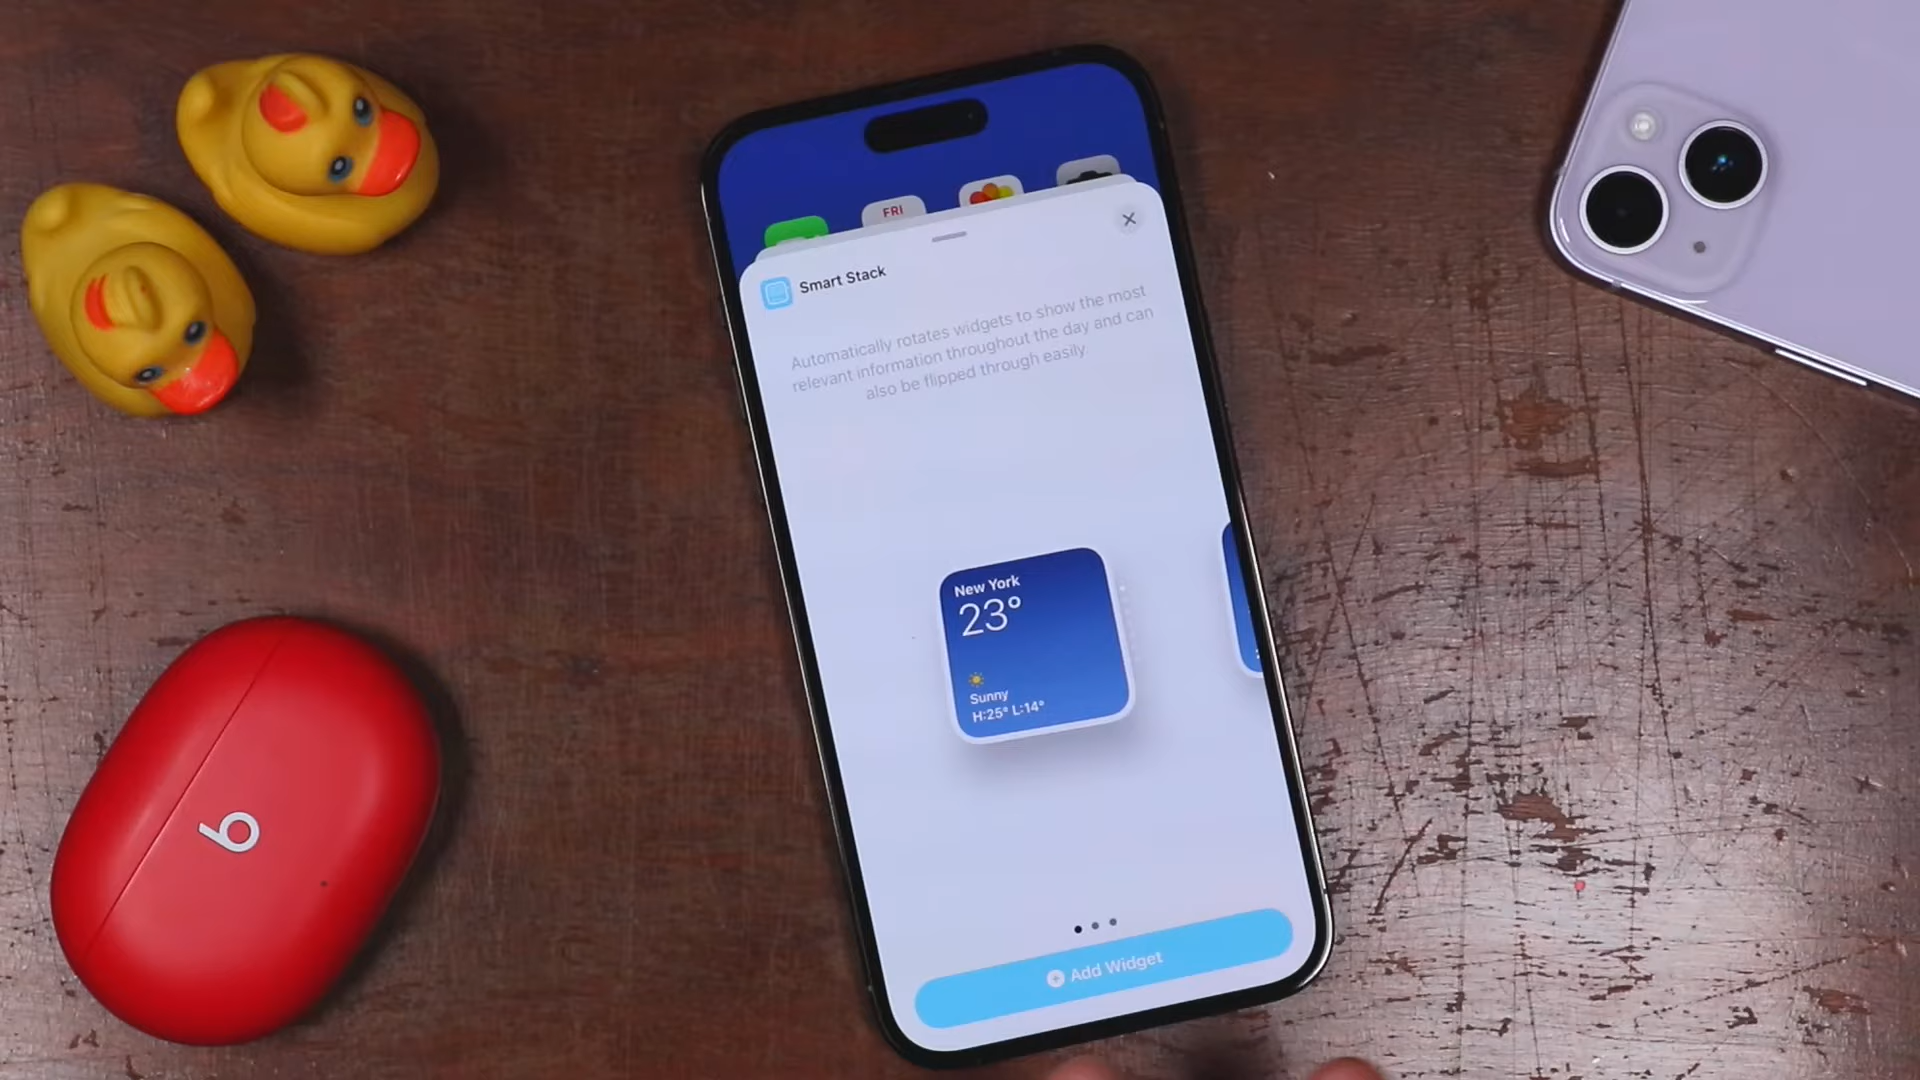 FRI
Smart Stack
Automatically rotates widgets to show the most
relevant information throughout the day and can
also be flipped through easily.
New York
23°
Sunny
H:25° L:14°
Add Widget